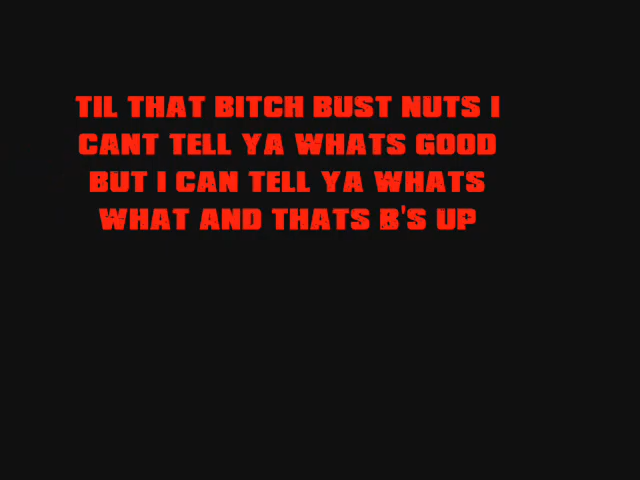 TIL THAT BITCH BUST NUTS I
CANT TELL YA WHATS GOOD
BUT I CAN TELL YA WHATS
WHAT AND THATS B'S UP